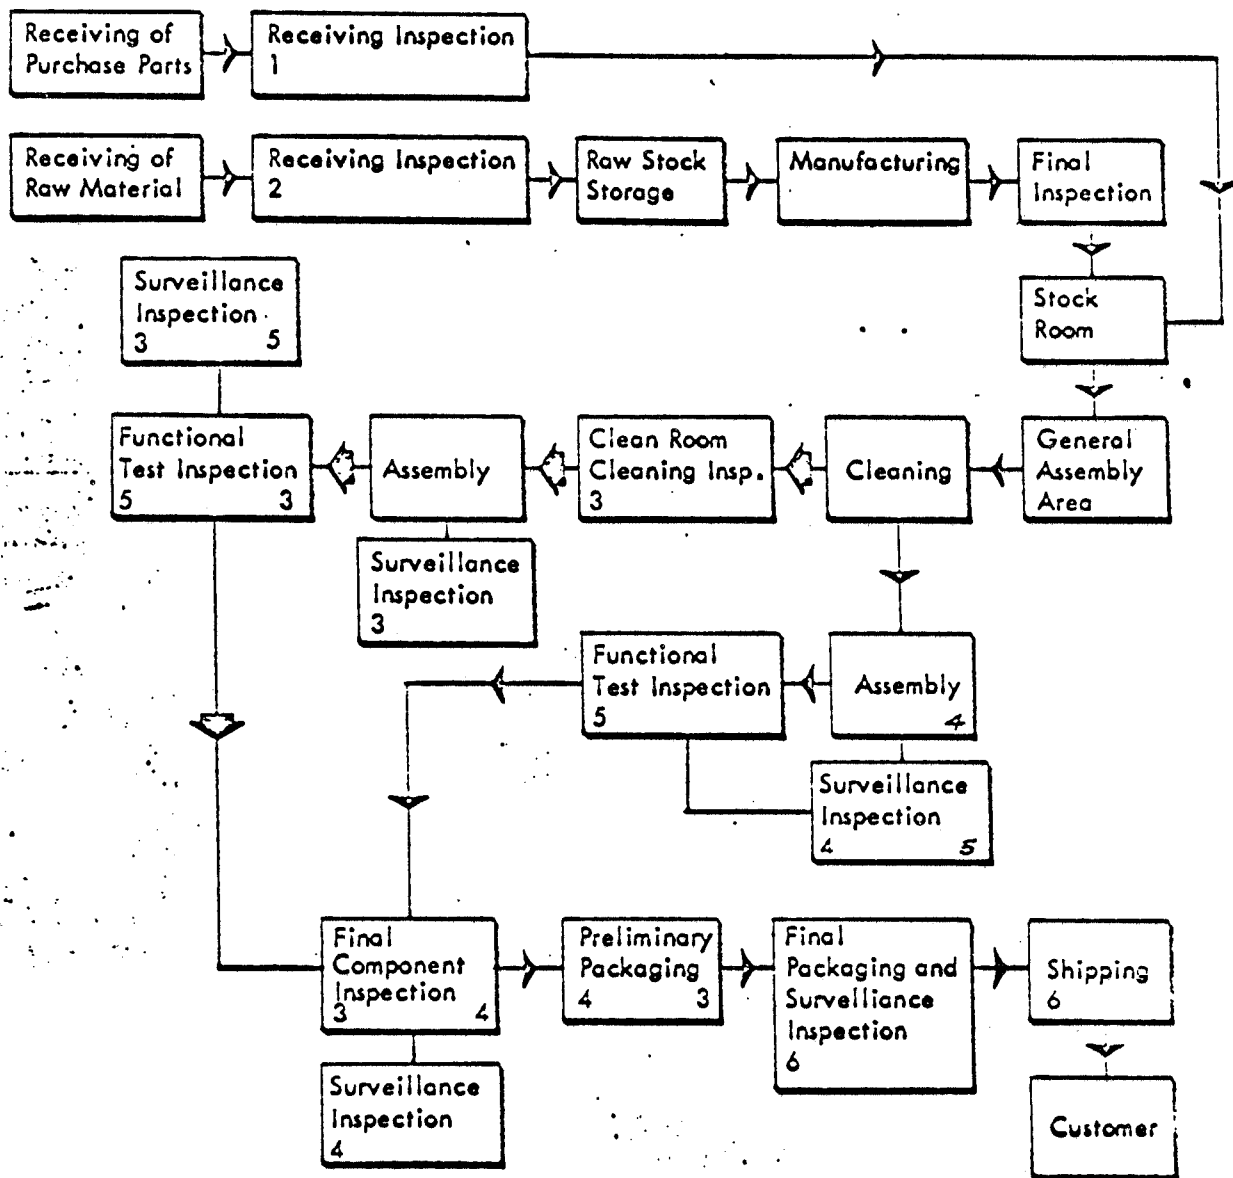 Receiving of
Purchase Parts
Receiving Inspection
1
Receiving of
Raw Material
Receiving Inspection
2
Raw Stock
Storage
Manufacturing
Final
Inspection
Surveillance
Inspection
3 5
Stock
Room
Functional
Test Inspection
5 3
Assembly
Clean Room
Cleaning Insp.
3
Cleaning
General
Assembly
Area
Surveillance
Inspection
3
Functional
Test Inspection
5
Assembly
4
Surveillance
Inspection
4 5
Final
Component
Inspection
3 4
Preliminary
Packaging
4 3
Final
Packaging and
Survelliance
Inspection
6
Shipping
6
Surveillance
Inspection
4
Customer